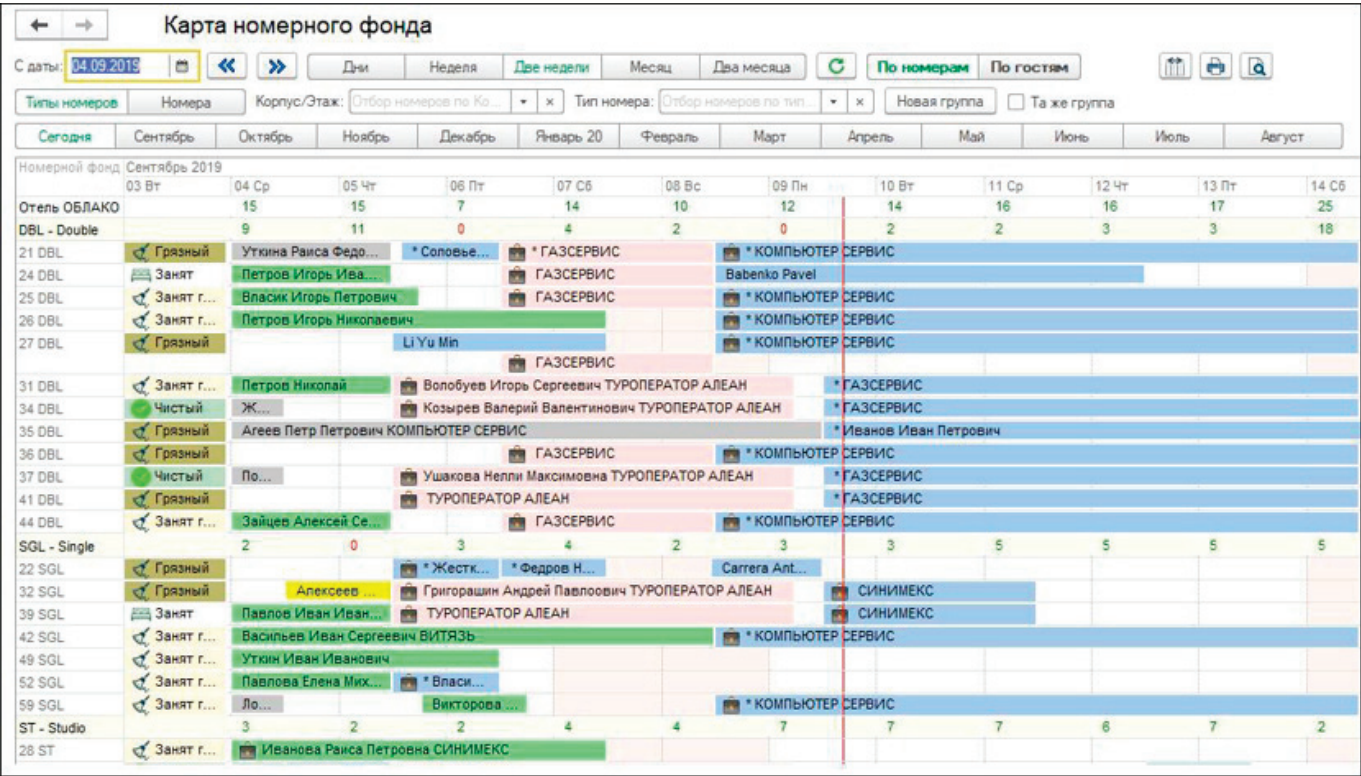 Карта номерного фонда
С даты: 04.09.2019 Дни Неделя Две недели Месяц Два месяца По номерам По гостям
Типы номеров Номера Корпус/Этаж: Отбор номеров по Ко... Тип номера: Отбор номеров по тип... Новая группа Та же группа
Сегодня Сентябрь Октябрь Ноябрь Декабрь Январь 20 Февраль Март Апрель Май Июнь Июль Август
Номерной фонд Сентябрь 2019
03 Вт 04 Ср 05 Чт 06 Пт 07 Сб 08 Вс 09 Пн 10 Вт 11 Ср 12 Чт 13 Пт 14 Сб
Отель ОБЛАКО 15 15 7 14 10 12 14 16 16 17 25
DBL - Double 9 11 0 4 2 0 2 2 3 3 18
21 DBL Грязный Уткина Раиса Федо... * Соловье... * ГАЗСЕРВИС * КОМПЬЮТЕР СЕРВИС
24 DBL Занят Петров Игорь Ива... ГАЗСЕРВИС Babenko Pavel
25 DBL Занят г... Власик Игорь Петрович ГАЗСЕРВИС * КОМПЬЮТЕР СЕРВИС
26 DBL Занят г... Петров Игорь Николаевич * КОМПЬЮТЕР СЕРВИС
27 DBL Грязный Li Yu Min * КОМПЬЮТЕР СЕРВИС
ГАЗСЕРВИС
31 DBL Занят г... Петров Николай Волобуев Игорь Сергеевич ТУРОПЕРАТОР АЛЕАН * ГАЗСЕРВИС
34 DBL Чистый Ж... Козырев Валерий Валентинович ТУРОПЕРАТОР АЛЕАН * ГАЗСЕРВИС
35 DBL Грязный Агеев Петр Петрович КОМПЬЮТЕР СЕРВИС * Иванов Иван Петрович
36 DBL Грязный ГАЗСЕРВИС * КОМПЬЮТЕР СЕРВИС
37 DBL Чистый По... Ушакова Нелли Максимовна ТУРОПЕРАТОР АЛЕАН * ГАЗСЕРВИС
41 DBL Грязный ТУРОПЕРАТОР АЛЕАН * ГАЗСЕРВИС
44 DBL Занят г... Зайцев Алексей Се... ГАЗСЕРВИС * КОМПЬЮТЕР СЕРВИС
SGL - Single 2 0 3 4 2 3 3 5 5 5 5
22 SGL Грязный * Жестк... * Федров Н... Carrera Ant...
32 SGL Грязный Алексеев ... Григорашин Андрей Павлоович ТУРОПЕРАТОР АЛЕАН СИНИМЕКС
39 SGL Занят Павлов Иван Иван... ТУРОПЕРАТОР АЛЕАН СИНИМЕКС
42 SGL Занят г... Васильев Иван Сергеевич ВИТЯЗЬ * КОМПЬЮТЕР СЕРВИС
49 SGL Занят г... Уткин Иван Иванович
52 SGL Занят г... Павлова Елена Мих... * Власи...
59 SGL Занят г... Ло... Викторова ... * КОМПЬЮТЕР СЕРВИС
ST - Studio 3 2 2 4 4 7 7 7 6 7 2
28 ST Занят г... Иванова Раиса Петровна СИНИМЕКС